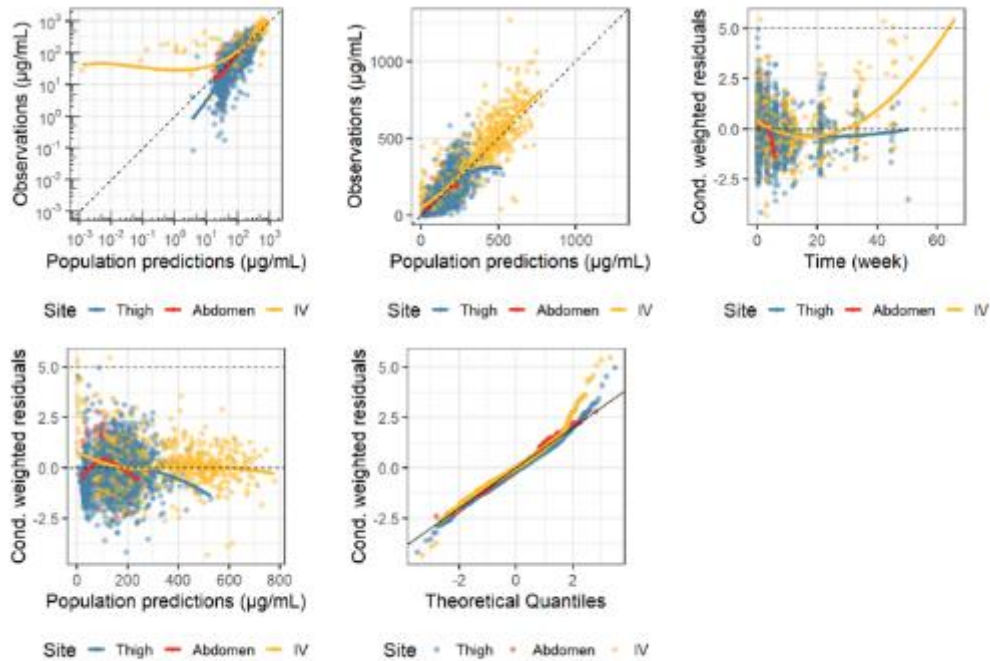 Observations (µg/mL)
10³
10²
10¹
10⁰
10⁻¹
10⁻²
10⁻³
10⁻³ 10⁻² 10⁻¹ 10⁰ 10¹ 10² 10³
Population predictions (µg/mL)
Site Thigh Abdomen IV
Observations (µg/mL)
1000
500
0
0 500 1000
Population predictions (µg/mL)
Site Thigh Abdomen IV
Cond. weighted residuals
5.0
2.5
0.0
-2.5
0 20 40 60
Time (week)
Site Thigh Abdomen IV
Cond. weighted residuals
5.0
2.5
0.0
-2.5
0 200 400 600 800
Population predictions (µg/mL)
Site Thigh Abdomen IV
Cond. weighted residuals
5.0
2.5
0.0
-2.5
-2 0 2
Theoretical Quantiles
Site Thigh Abdomen IV